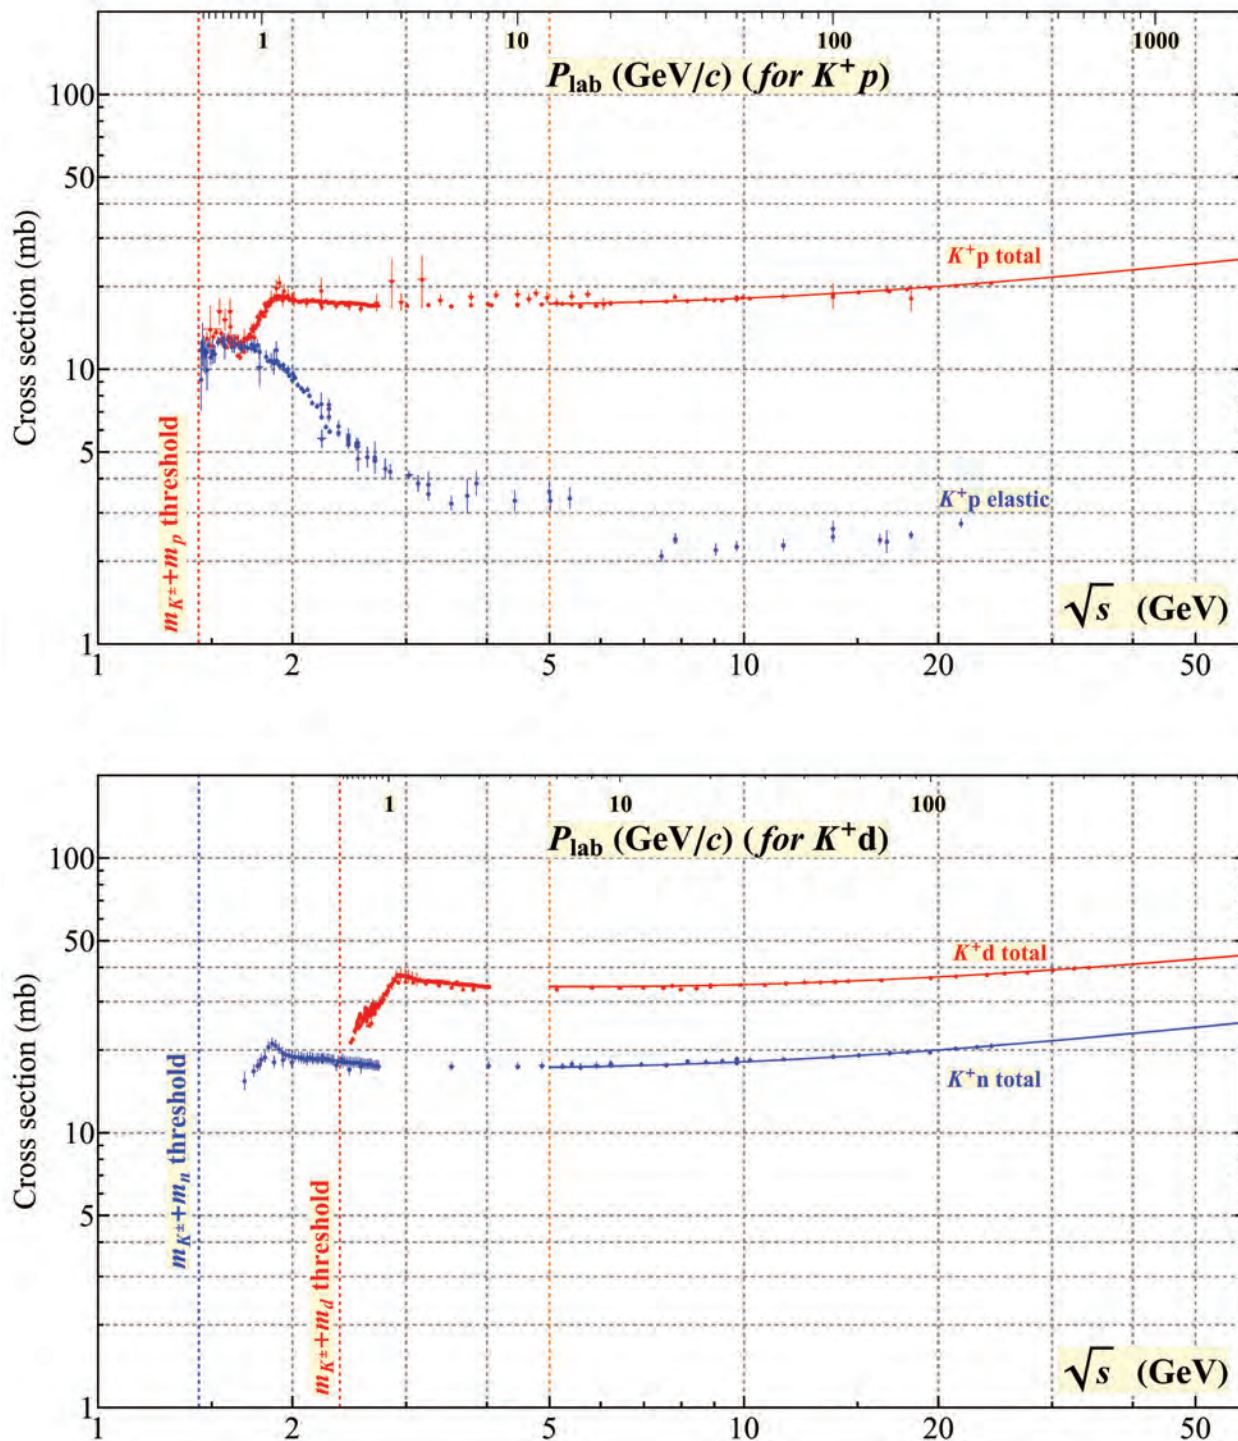 1 10 100 1000
P_lab (GeV/c) (for K⁺p)
100
50
Cross section (mb)
K⁺p total
10
5
K⁺p elastic
m_K±+m_p threshold
√s (GeV)
1
1 2 5 10 20 50
1 10 100
P_lab (GeV/c) (for K⁺d)
100
50
Cross section (mb)
K⁺d total
K⁺n total
10
5
m_K±+m_n threshold
m_K±+m_d threshold
√s (GeV)
1
1 2 5 10 20 50